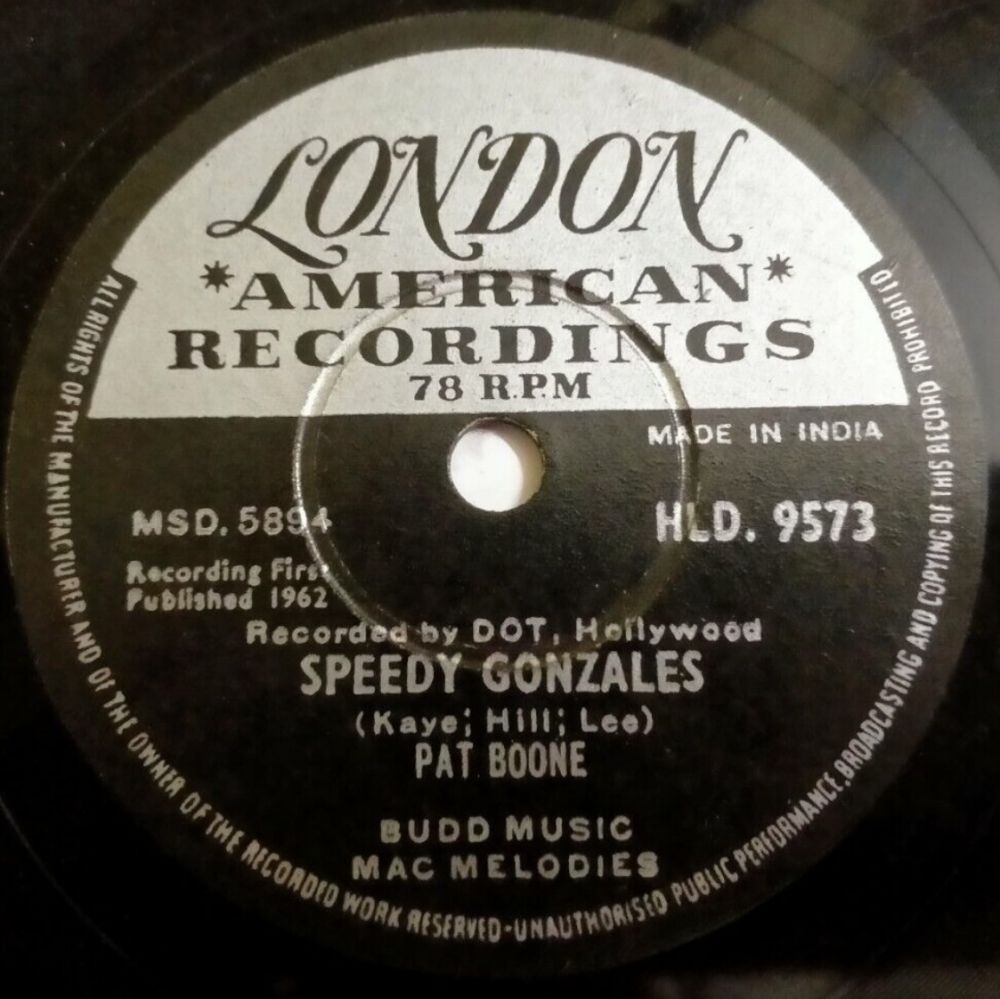 LONDON
*AMERICAN*
RECORDINGS
78 R.P.M
MADE IN INDIA
MSD. 5894
HLD. 9573
Recording First
Published 1962
Recorded by DOT, Hollywood
SPEEDY GONZALES
(Kaye; Hill; Lee)
PAT BOONE
BUDD MUSIC
MAC MELODIES
ALL RIGHTS OF THE MANUFACTURER AND OF THE OWNER OF THE RECORDED WORK RESERVED-UNAUTHORISED PUBLIC PERFORMANCE, BROADCASTING AND COPYING OF THIS RECORD PROHIBITED